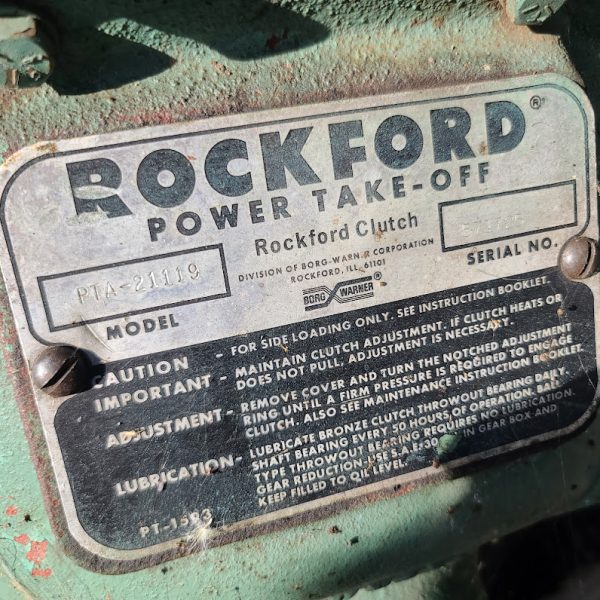 ROCKFORD®
POWER TAKE-OFF
Rockford Clutch
DIVISION OF BORG-WARNER CORPORATION
ROCKFORD, ILL. 61101
BORG WARNER ®
PTA-21119
MODEL
SERIAL NO.
CAUTION - FOR SIDE LOADING ONLY. SEE INSTRUCTION BOOKLET.
IMPORTANT - MAINTAIN CLUTCH ADJUSTMENT. IF CLUTCH HEATS OR
DOES NOT PULL, ADJUSTMENT IS NECESSARY.
ADJUSTMENT - REMOVE COVER AND TURN THE NOTCHED ADJUSTMENT
RING UNTIL A FIRM PRESSURE IS REQUIRED TO ENGAGE
CLUTCH. ALSO SEE MAINTENANCE INSTRUCTION BOOKLET.
LUBRICATION - LUBRICATE BRONZE CLUTCH THROWOUT BEARING DAILY.
SHAFT BEARING EVERY 50 HOURS OF OPERATION. BALL
TYPE THROWOUT BEARING REQUIRES NO LUBRICATION.
GEAR REDUCTION: USE S.A.E. #30 IN GEAR BOX AND
KEEP FILLED TO OIL LEVEL.
PT-1593